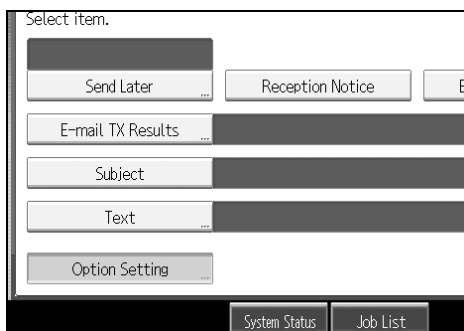 Select item.
Send Later ... Reception Notice
E-mail TX Results ...
Subject
Text ...
Option Setting ...
System Status Job List